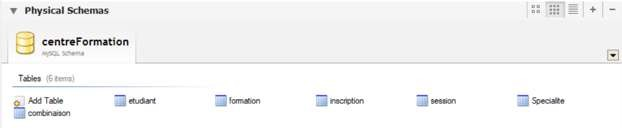 Physical Schemas
centreFormation
MySQL Schema
Tables (6 items)
Add Table etudiant formation inscription session Specialite
combinaison